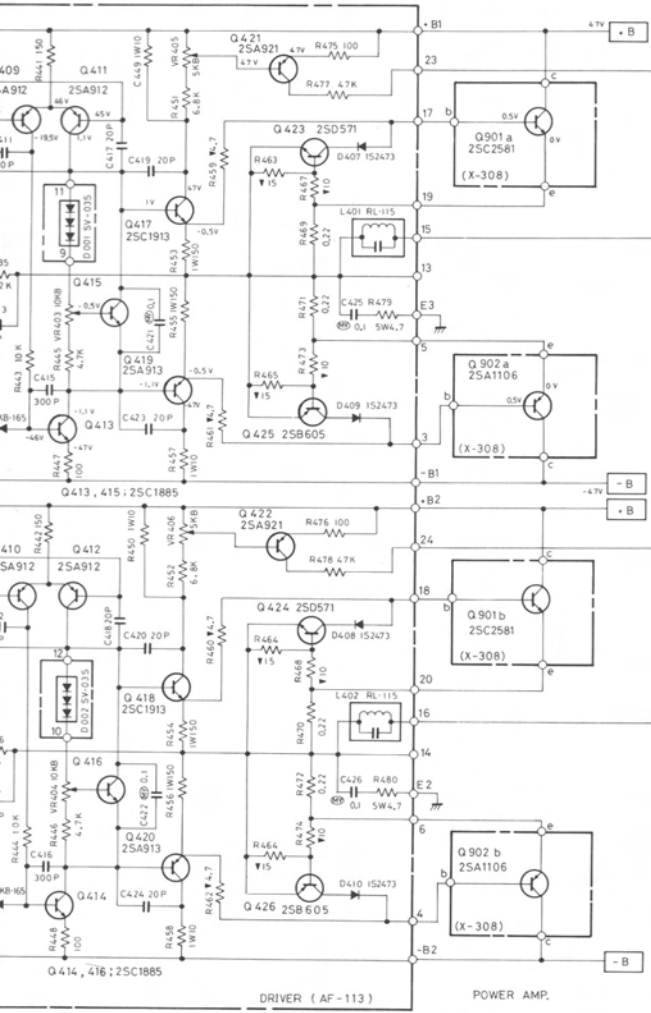 +B1
47V
+B
R441 150
C449 1W10
VR405
5KB
Q421
2SA921
47V
47V
R475 100
23
409
SA912
Q411
2SA912
R451
6.8K
R477 47K
c
46V
45V
-19.5V
1.1V
C417 20P
R459 4.7
Q423 2SD571
17
b
0.5V
0V
Q901a
2SC2581
D407 1S2473
C419 20P
R463
15
R467
10
(X-308)
e
11
47V
19
1V
L401 RL-115
15
D001 SV-035
Q417
2SC1913
-0.5V
R469
0.22
9
R453
1W150
13
Q415
C425
0.1
R479
5W4.7
E3
-0.5V
VR403 10KB
C421
0.1
R455 1W150
R471
0.22
R443 10K
R445
4.7K
Q419
2SA913
R473
10
5
e
Q902a
2SA1106
C415
300P
-0.5V
-1.1V
-47V
R465
15
b
0.5V
0V
KB-165
-1.1V
-46V
Q413
C423 20P
R461 4.7
D409 1S2473
Q425 2SB605
3
(X-308)
-47V
R447
100
R457
1W10
c
-B1
-B
-47V
Q413, 415; 2SC1885
+B2
+B
R442 150
R450 1W10
VR406
5KB
Q422
2SA921
R476 100
24
410
SA912
Q412
2SA912
R452
6.8K
R478 47K
c
C418 20P
R460 4.7
Q424 2SD571
18
b
Q901b
2SC2581
D408 1S2473
C420 20P
R464
15
R468
10
(X-308)
e
12
20
D002 SV-035
Q418
2SC1913
L402 RL-115
16
R454
1W150
R470
0.22
10
14
Q416
C426
0.1
R480
5W4.7
E2
VR404 10KB
C422
0.1
R456 1W150
R472
0.22
R444 10K
R446
4.7K
Q420
2SA913
R474
10
6
e
Q902 b
2SA1106
C416
300P
R464
15
b
KB-165
Q414
C424 20P
R462 4.7
D410 1S2473
Q426 2SB605
4
(X-308)
R448
100
R458
1W10
c
-B2
-B
Q414, 416; 2SC1885
DRIVER (AF-113)
POWER AMP.